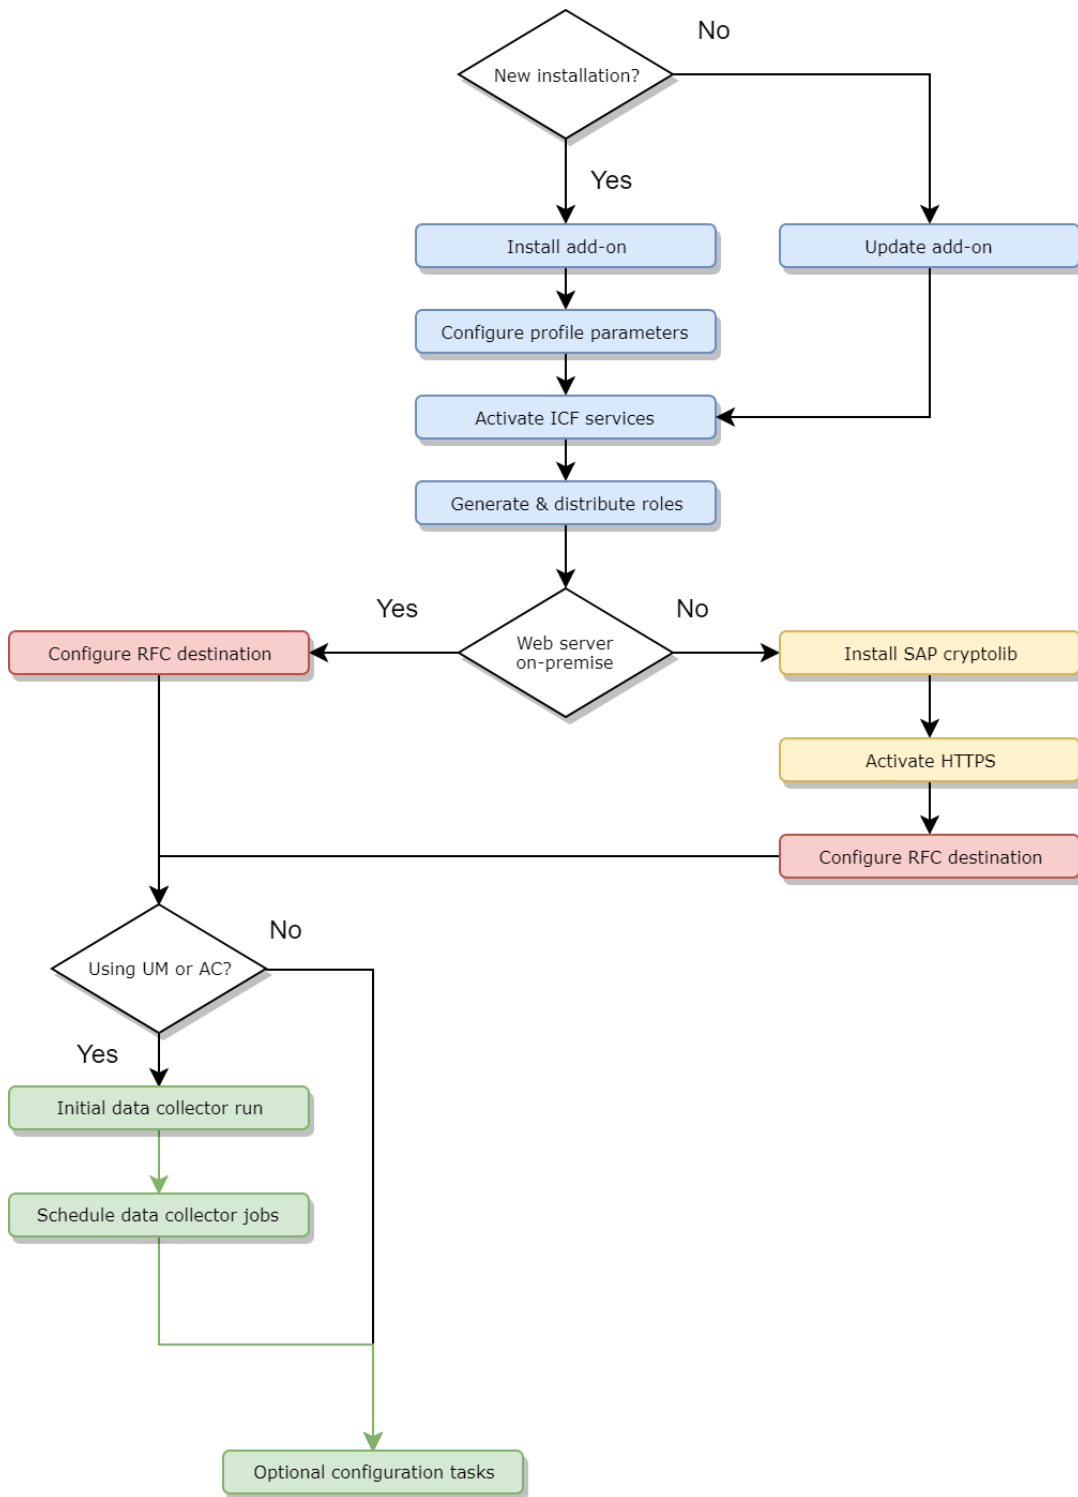 No
New installation?
Yes
Install add-on
Update add-on
Configure profile parameters
Activate ICF services
Generate & distribute roles
Yes
No
Configure RFC destination
Web server
on-premise
Install SAP cryptolib
Activate HTTPS
Configure RFC destination
No
Using UM or AC?
Yes
Initial data collector run
Schedule data collector jobs
Optional configuration tasks